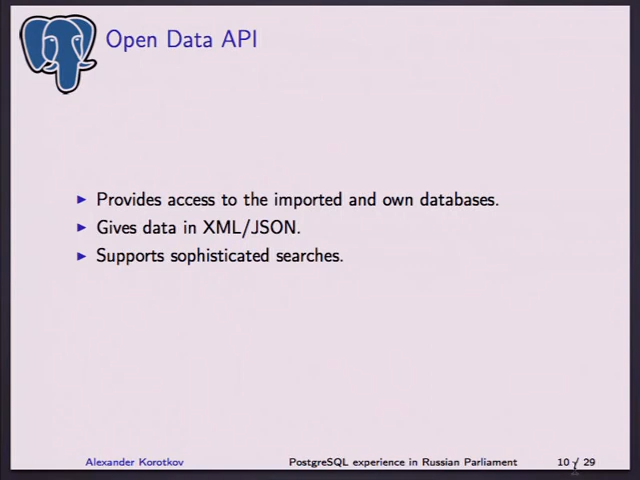 Open Data API
Provides access to the imported and own databases.
Gives data in XML/JSON.
Supports sophisticated searches.
Alexander Korotkov PostgreSQL experience in Russian Parliament 10 / 29